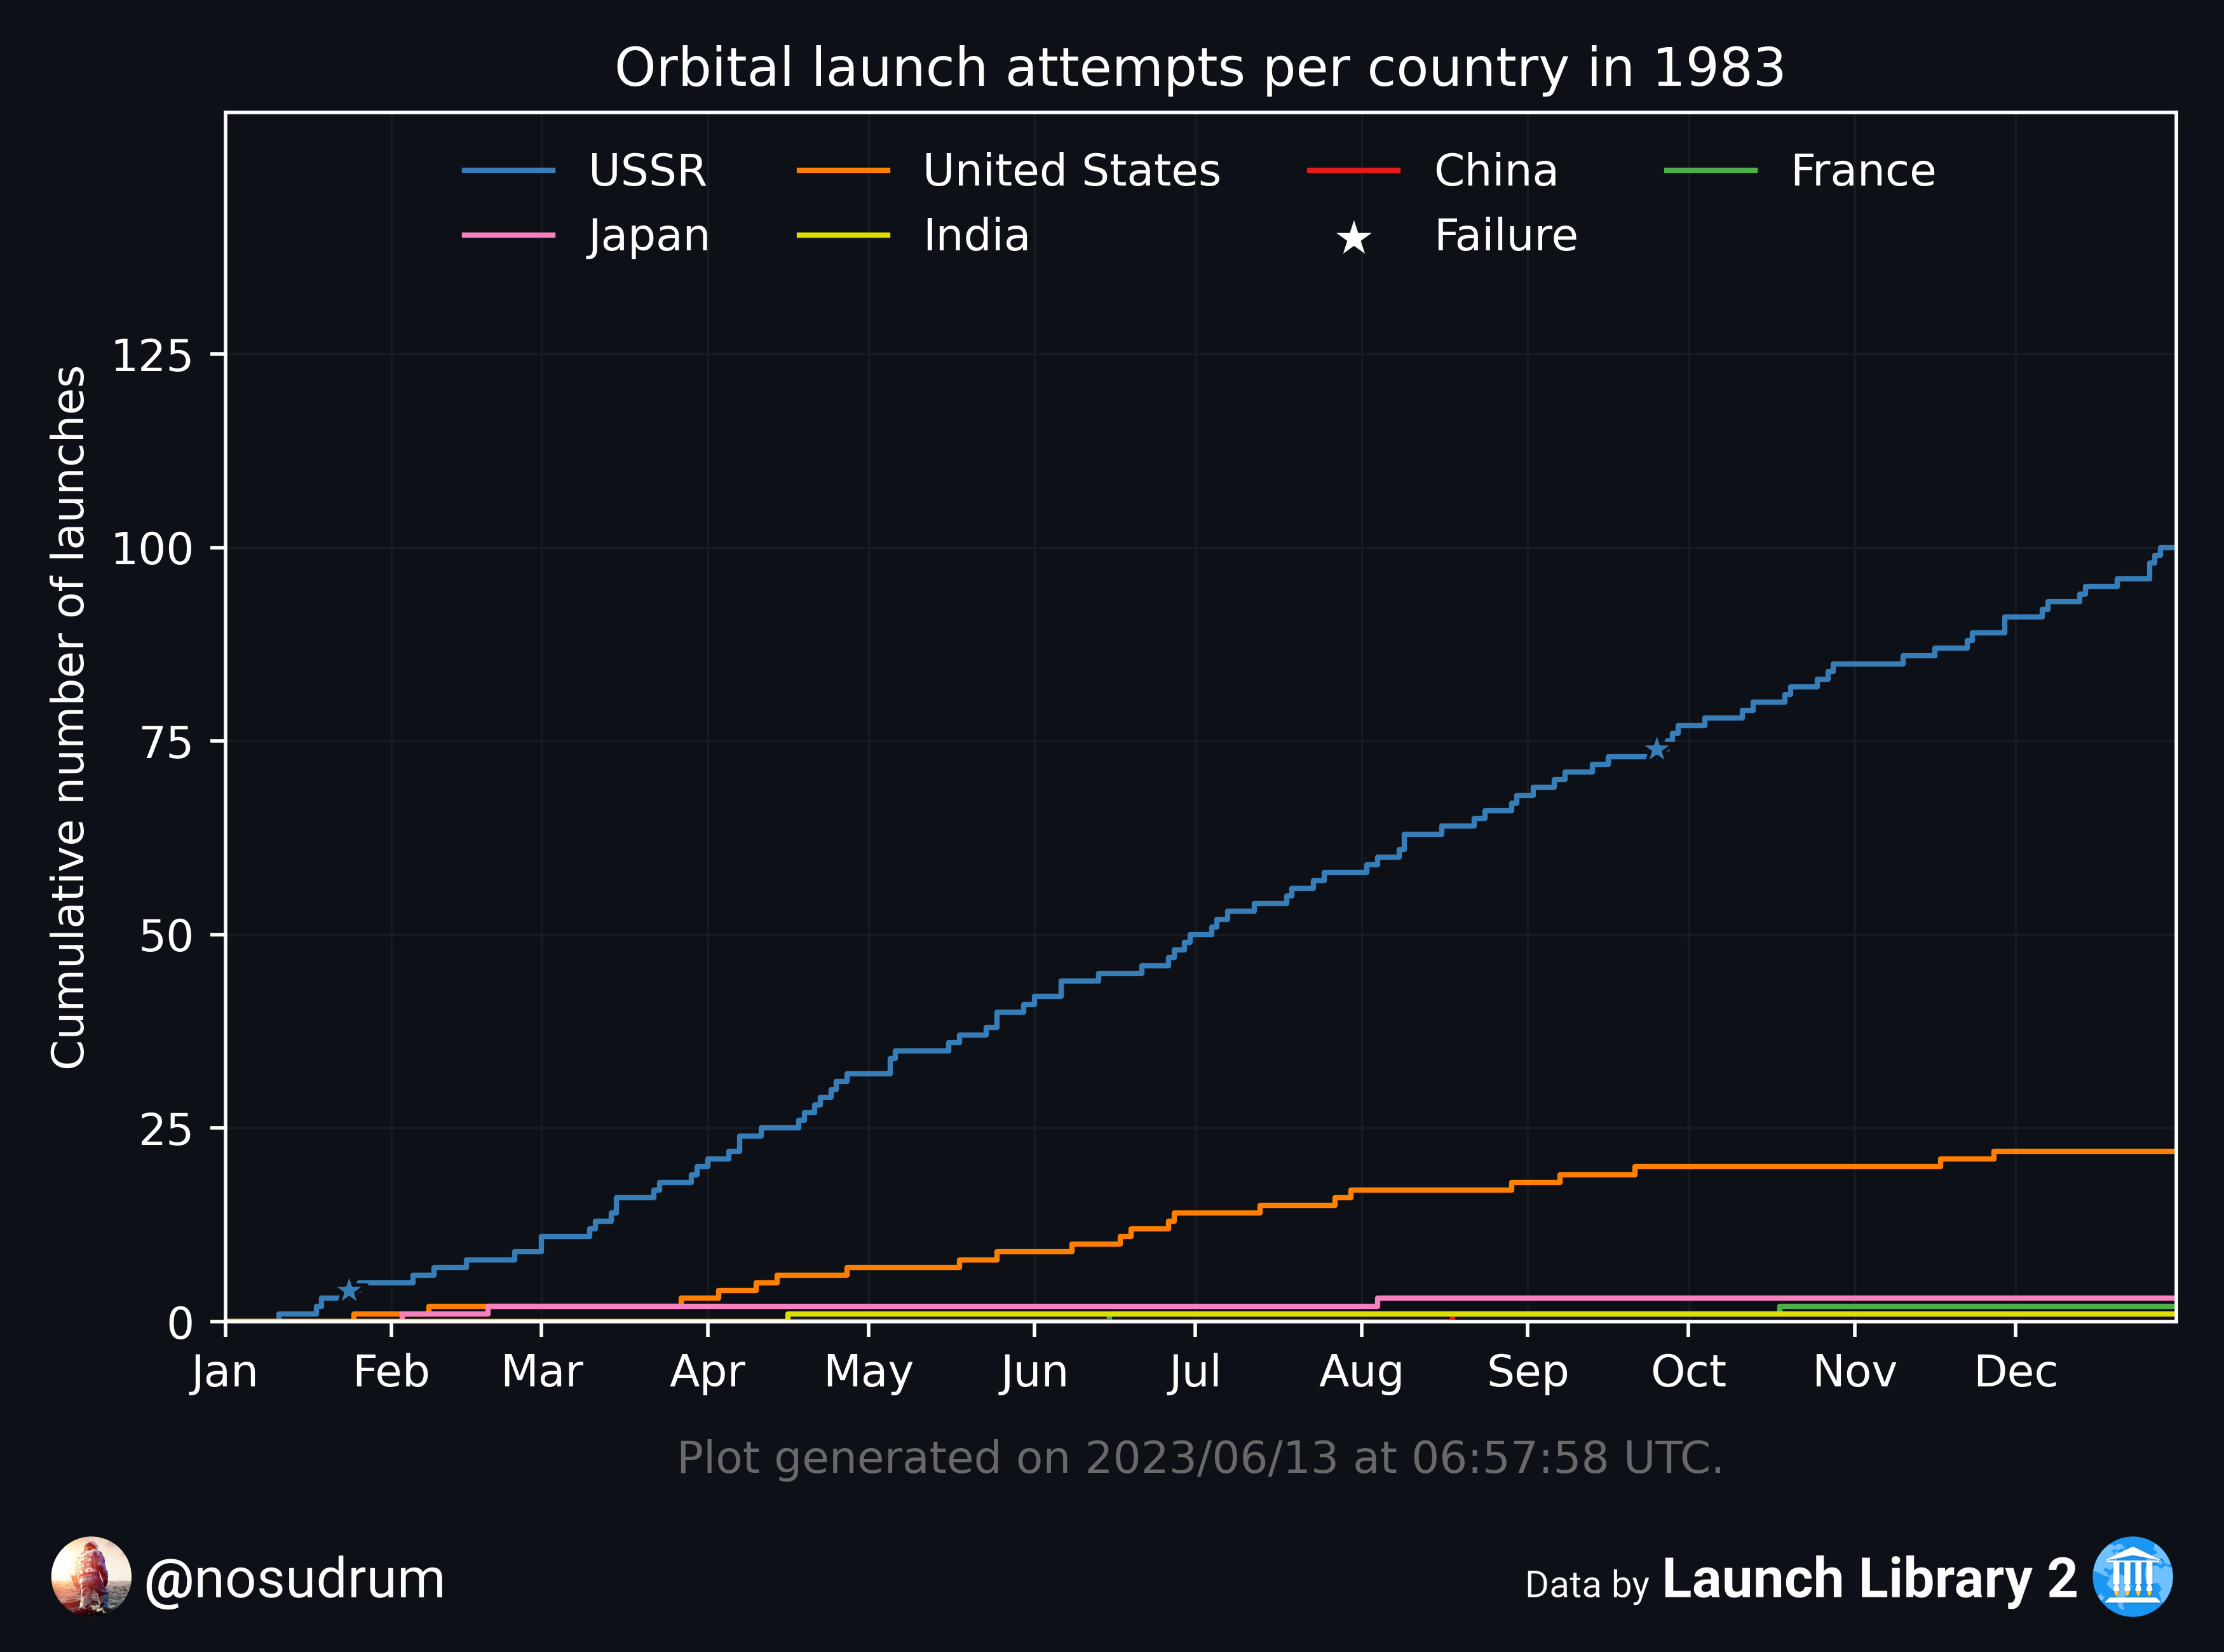 Orbital launch attempts per country in 1983
USSR United States China France
Japan India Failure
Cumulative number of launches
125
100
75
50
25
0
Jan Feb Mar Apr May Jun Jul Aug Sep Oct Nov Dec
Plot generated on 2023/06/13 at 06:57:58 UTC.
@nosudrum
Data by Launch Library 2